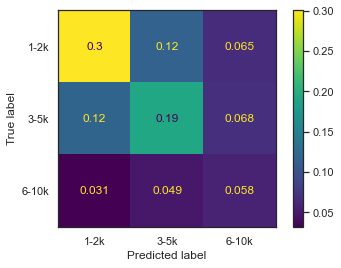 0.30
1-2k 0.3 0.12 0.065
0.25
0.20
3-5k 0.12 0.19 0.068
True label
0.15
0.10
6-10k 0.031 0.049 0.058
0.05
1-2k 3-5k 6-10k
Predicted label